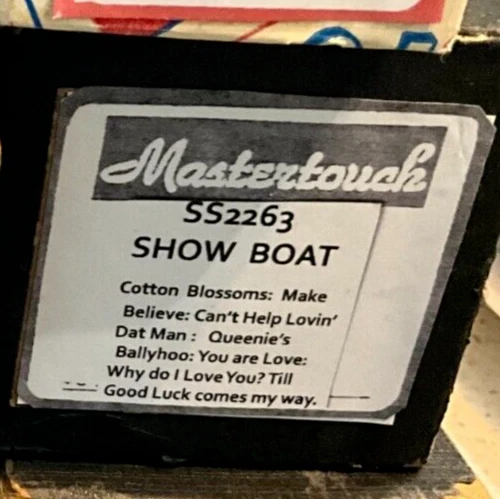 Mastertouch
SS2263
SHOW BOAT
Cotton Blossoms: Make
Believe: Can't Help Lovin'
Dat Man : Queenie's
Ballyhoo: You are Love:
Why do I Love You? Till
Good Luck comes my way.